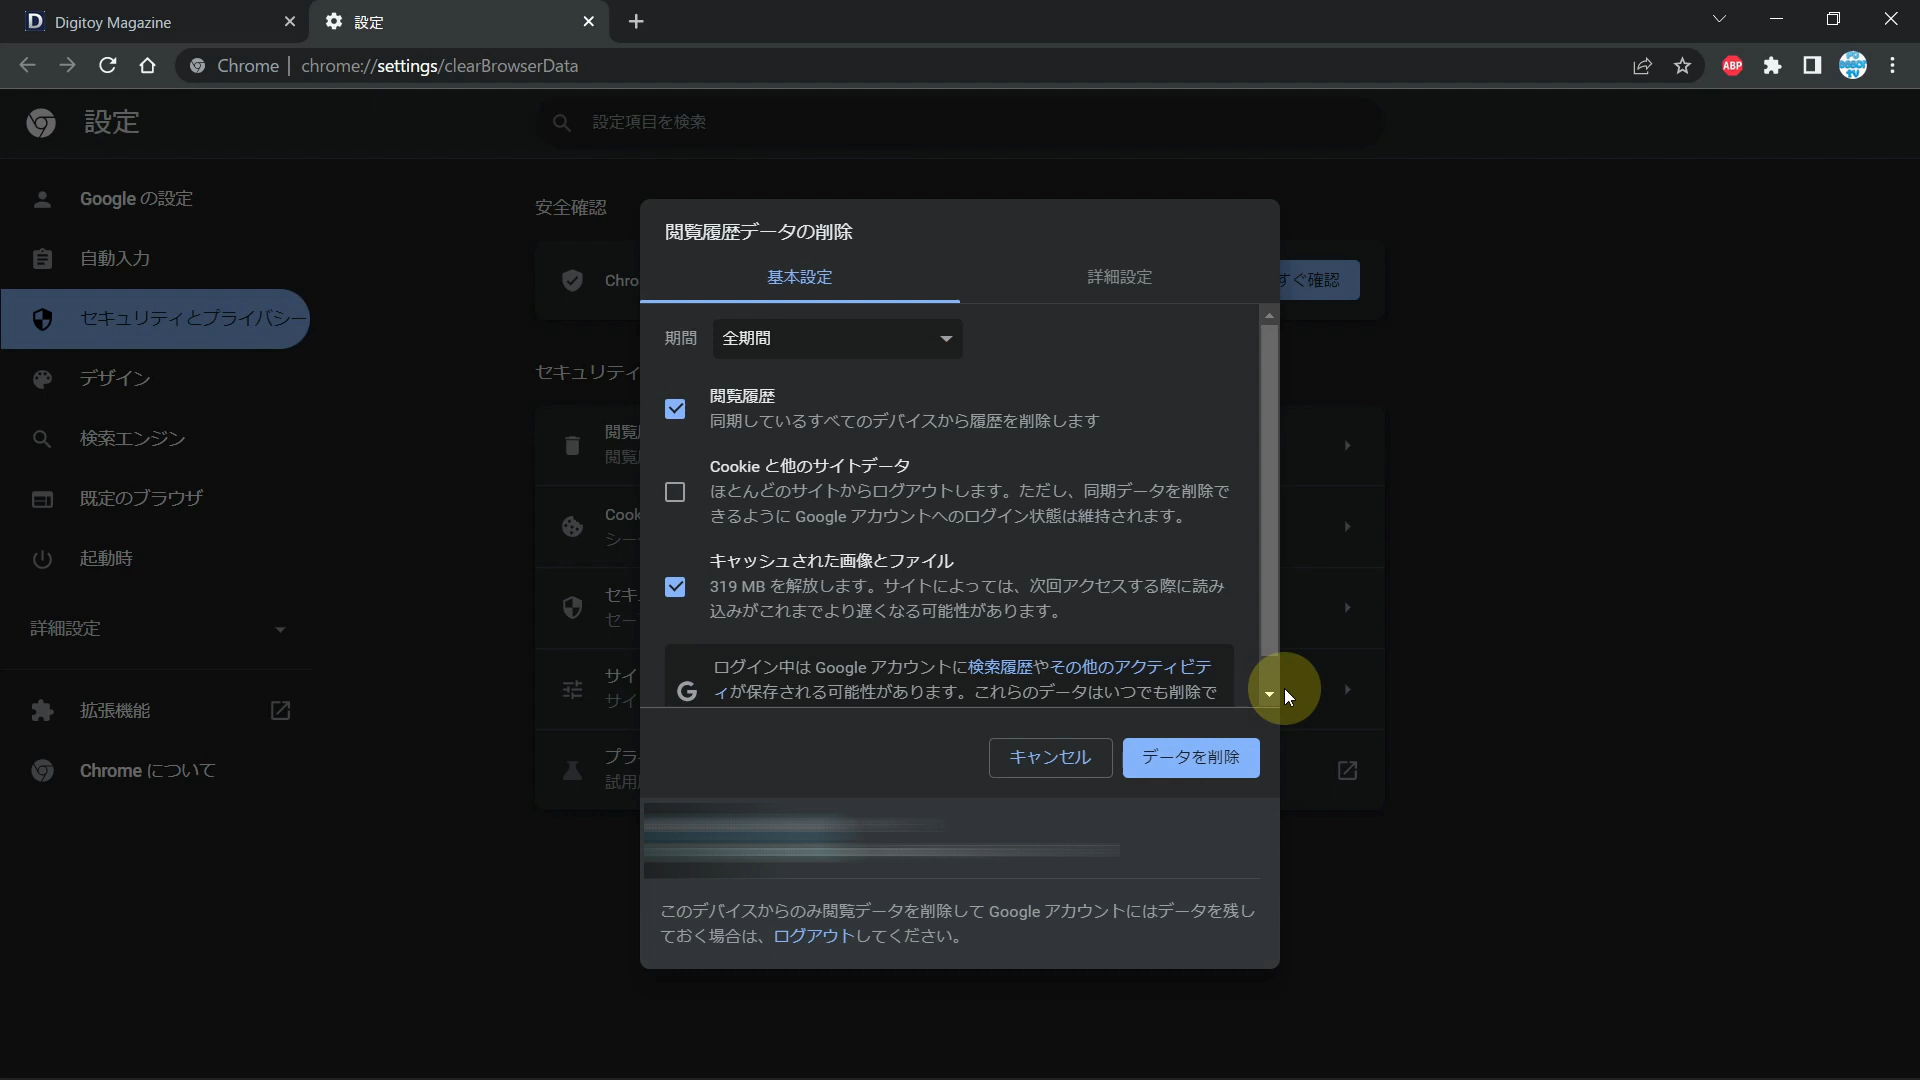 Digitoy Magazine
設定
Chrome
chrome://settings/clearBrowserData
ABP
設定
設定項目を検索
Google の設定
自動入力
セキュリティとプライバシー
デザイン
検索エンジン
既定のブラウザ
起動時
詳細設定
拡張機能
Chrome について
安全確認
Chro
すぐ確認
セキュリティ
閲覧
閲覧
Cook
シー
セキ
セー
サイ
サイ
プラ
試用
閲覧履歴データの削除
基本設定
詳細設定
期間
全期間
閲覧履歴
同期しているすべてのデバイスから履歴を削除します
Cookie と他のサイトデータ
ほとんどのサイトからログアウトします。ただし、同期データを削除で
きるように Google アカウントへのログイン状態は維持されます。
キャッシュされた画像とファイル
319 MB を解放します。サイトによっては、次回アクセスする際に読み
込みがこれまでより遅くなる可能性があります。
ログイン中は Google アカウントに検索履歴やその他のアクティビテ
ィが保存される可能性があります。これらのデータはいつでも削除で
キャンセル
データを削除
このデバイスからのみ閲覧データを削除して Google アカウントにはデータを残し
ておく場合は、ログアウトしてください。